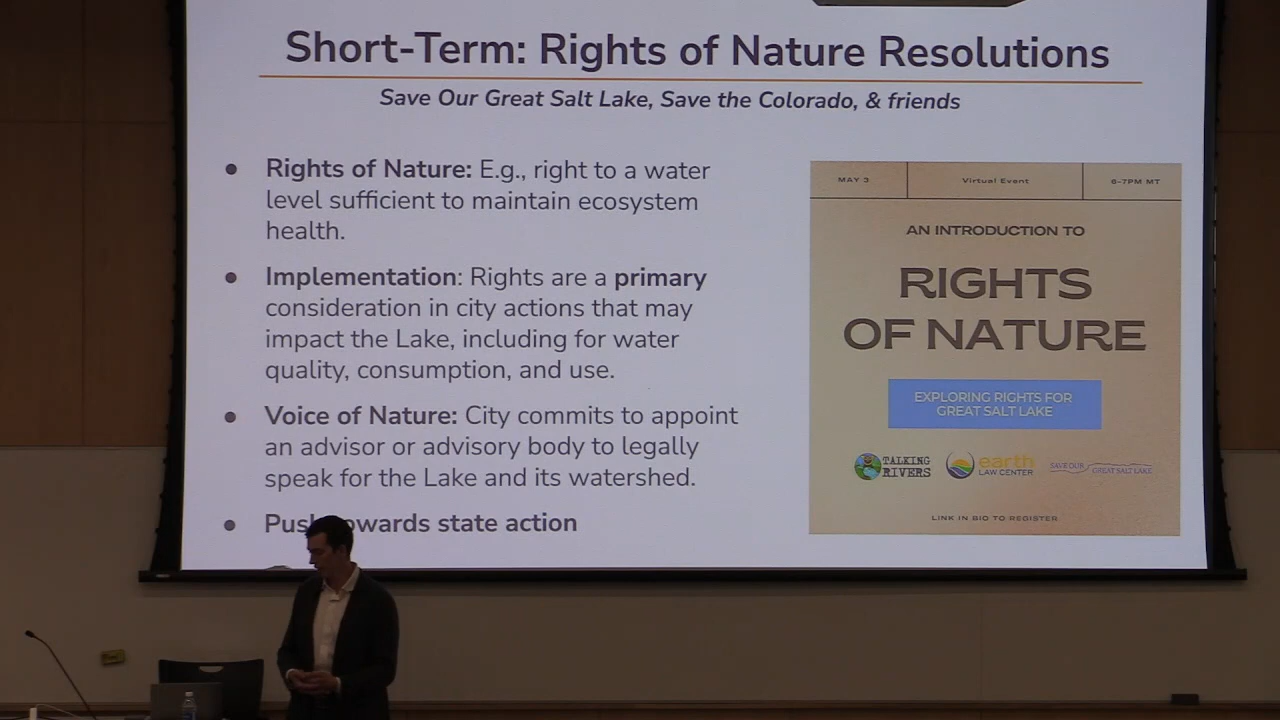 Short-Term: Rights of Nature Resolutions
Save Our Great Salt Lake, Save the Colorado, & friends
● Rights of Nature: E.g., right to a water
level sufficient to maintain ecosystem
health.
● Implementation: Rights are a primary
consideration in city actions that may
impact the Lake, including for water
quality, consumption, and use.
● Voice of Nature: City commits to appoint
an advisor or advisory body to legally
speak for the Lake and its watershed.
● Push towards state action
MAY 3
Virtual Event
6-7PM MT
AN INTRODUCTION TO
RIGHTS
OF NATURE
EXPLORING RIGHTS FOR
GREAT SALT LAKE
TALKING
RIVERS
earth
LAW CENTER
SAVE OUR GREAT SALT LAKE
LINK IN BIO TO REGISTER